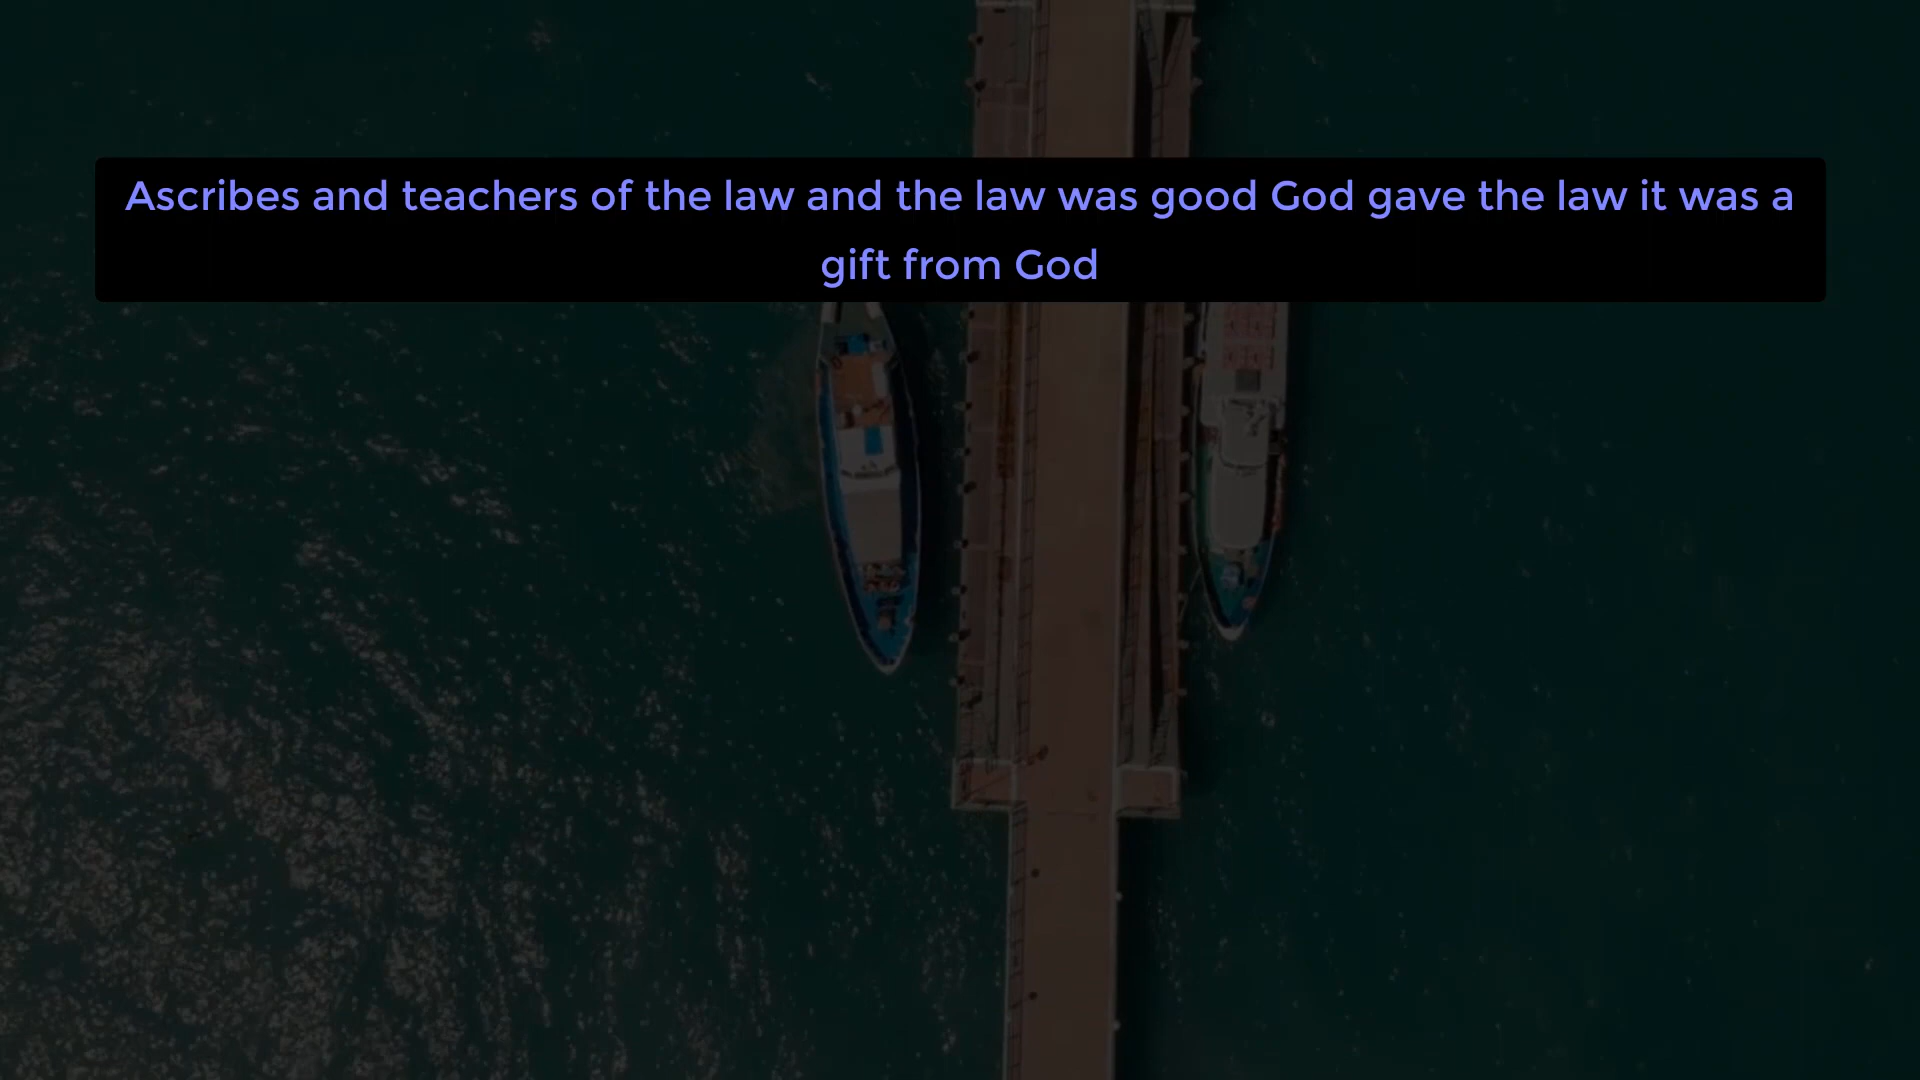 Ascribes and teachers of the law and the law was good God gave the law it was a
gift from God